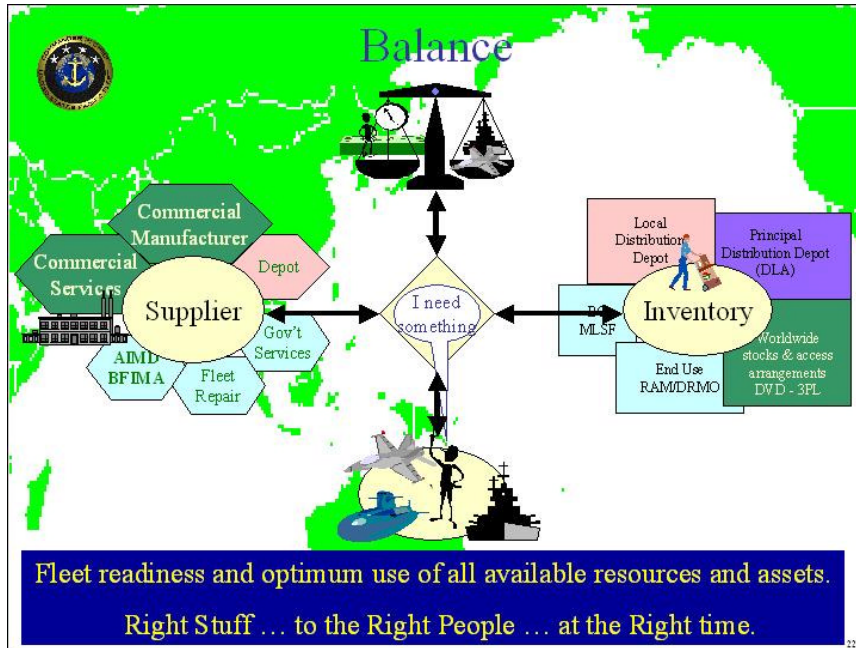 Balance
Commercial
Manufacturer
Commercial
Services
Depot
Supplier
Gov't
Services
AIMD
BFIMA
Fleet
Repair
I need
something
Local
Distribution
Depot
Principal
Distribution Depot
(DLA)
Inventory
MLSF
Worldwide
stocks & access
arrangements
DVD - 3PL
End Use
RAM/DRMO
Fleet readiness and optimum use of all available resources and assets.
Right Stuff … to the Right People … at the Right time.
22